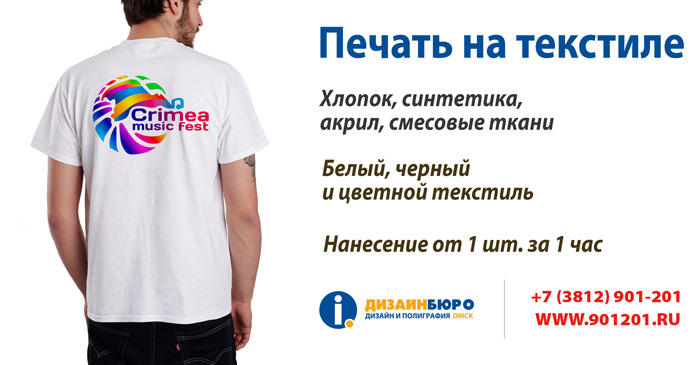 Crimea
music fest
Печать на текстиле
Хлопок, синтетика,
акрил, смесовые ткани
Белый, черный
и цветной текстиль
Нанесение от 1 шт. за 1 час
ДИЗАЙНБЮРО
ДИЗАЙН И ПОЛИГРАФИЯ ОМСК
+7 (3812) 901-201
WWW.901201.RU